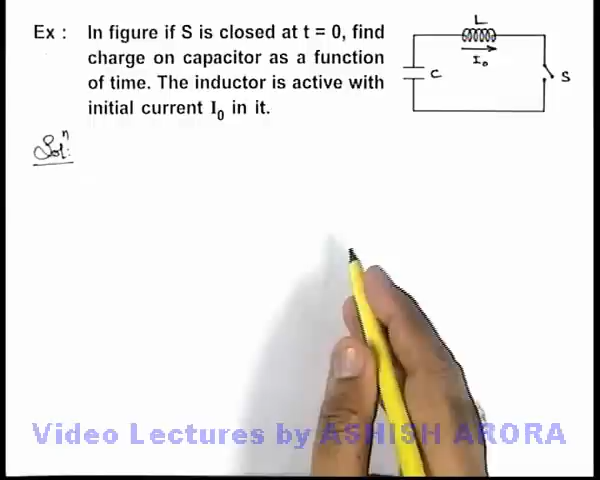 Ex : In figure if S is closed at t = 0, find
charge on capacitor as a function
of time. The inductor is active with
initial current I₀ in it.
L
I₀
C
S
Solⁿ:
Video Lectures by ASHISH ARORA